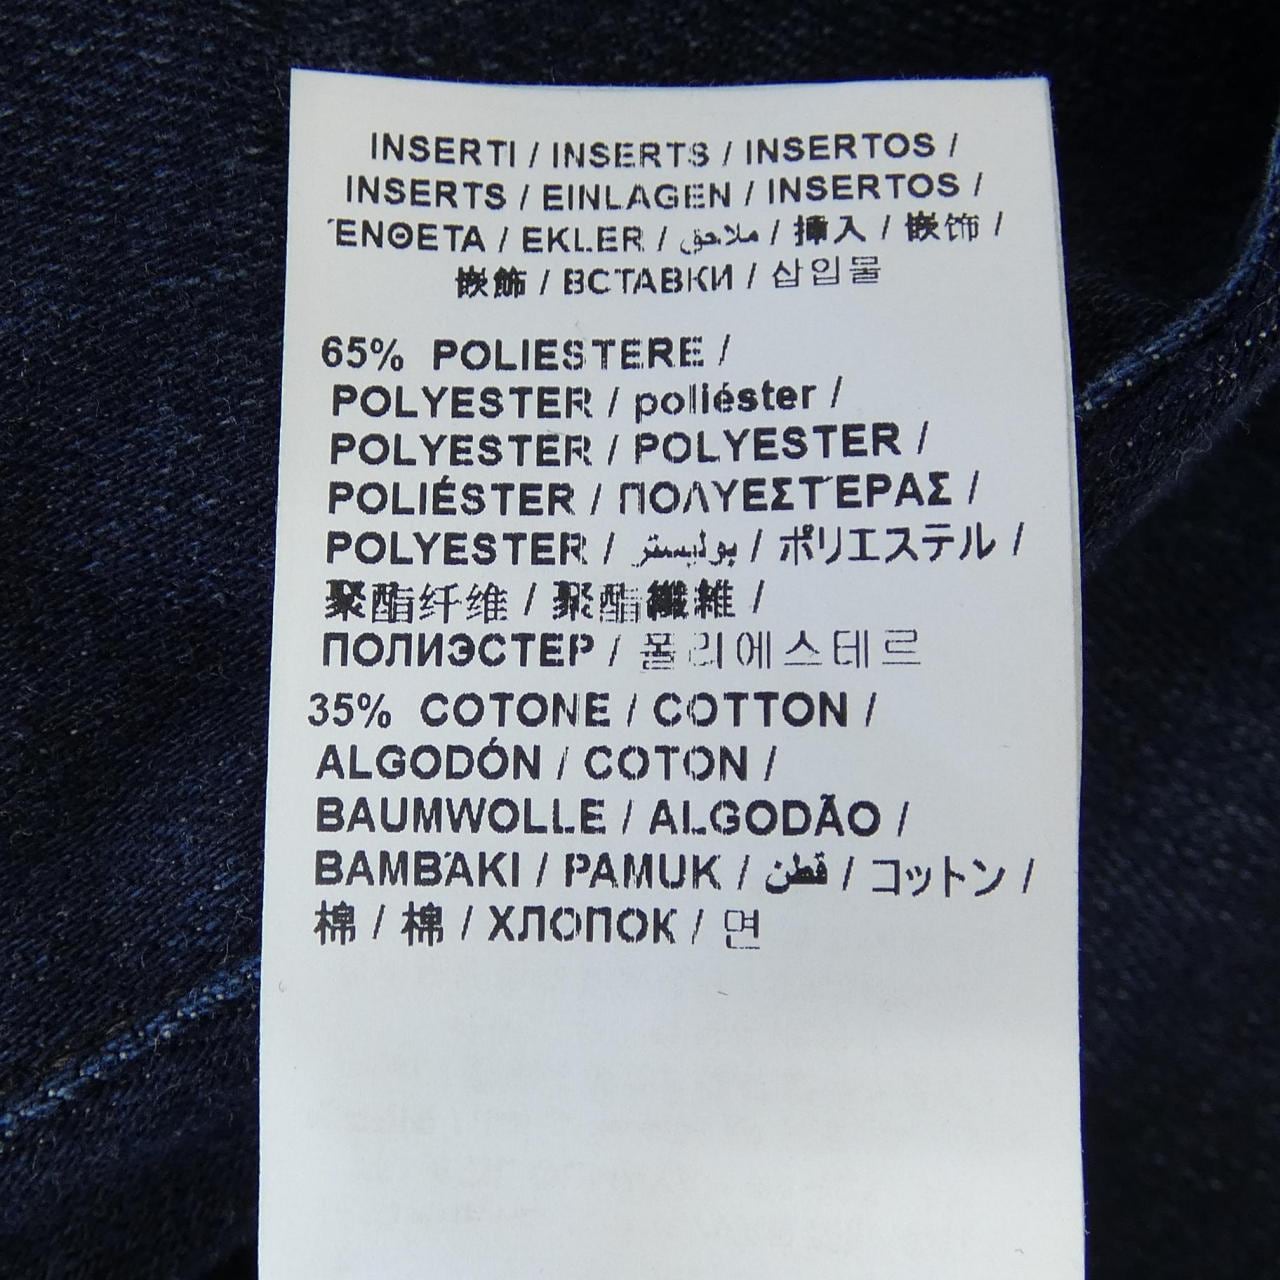 INSERTI / INSERTS / INSERTOS /
INSERTS / EINLAGEN / INSERTOS /
ΈΝΘΕΤΑ / EKLER / ملاحق / 挿入 / 嵌饰 /
嵌飾 / ВСТАВКИ / 삽입물
65% POLIESTERE /
POLYESTER / poliéster /
POLYESTER / POLYESTER /
POLIÉSTER / ΠΟΛΥΕΣΤΈΡΑΣ /
POLYESTER / بوليستر / ポリエステル /
聚酯纤维 / 聚酯纖維 /
ПОЛИЭСТЕР / 폴리에스테르
35% COTONE / COTTON /
ALGODÓN / COTON /
BAUMWOLLE / ALGODÃO /
ΒΑΜΒΆΚΙ / PAMUK / قطن / コットン /
棉 / 棉 / ХЛОПОК / 면